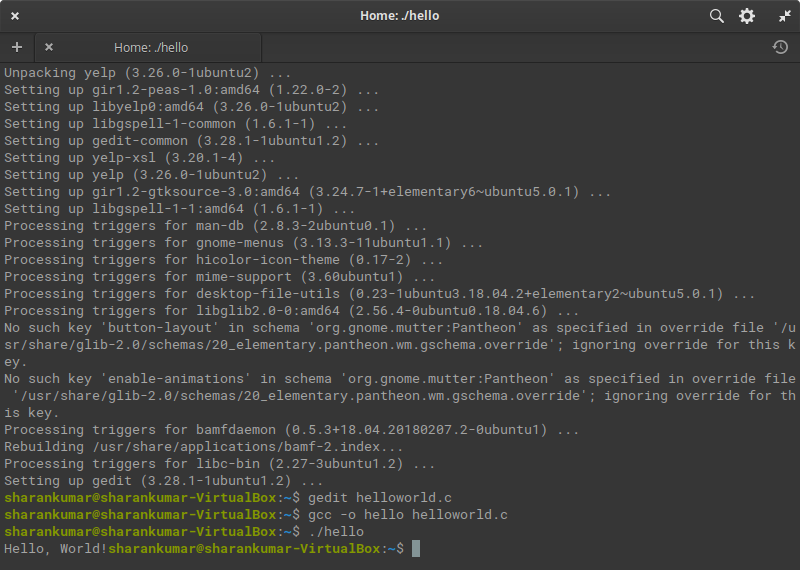 Home: ./hello
Home: ./hello
Unpacking yelp (3.26.0-1ubuntu2) ...
Setting up gir1.2-peas-1.0:amd64 (1.22.0-2) ...
Setting up libyelp0:amd64 (3.26.0-1ubuntu2) ...
Setting up libgspell-1-common (1.6.1-1) ...
Setting up gedit-common (3.28.1-1ubuntu1.2) ...
Setting up yelp-xsl (3.20.1-4) ...
Setting up yelp (3.26.0-1ubuntu2) ...
Setting up gir1.2-gtksource-3.0:amd64 (3.24.7-1+elementary6~ubuntu5.0.1) ...
Setting up libgspell-1-1:amd64 (1.6.1-1) ...
Processing triggers for man-db (2.8.3-2ubuntu0.1) ...
Processing triggers for gnome-menus (3.13.3-11ubuntu1.1) ...
Processing triggers for hicolor-icon-theme (0.17-2) ...
Processing triggers for mime-support (3.60ubuntu1) ...
Processing triggers for desktop-file-utils (0.23-1ubuntu3.18.04.2+elementary2~ubuntu5.0.1) ...
Processing triggers for libglib2.0-0:amd64 (2.56.4-0ubuntu0.18.04.6) ...
No such key 'button-layout' in schema 'org.gnome.mutter:Pantheon' as specified in override file '/u
sr/share/glib-2.0/schemas/20_elementary.pantheon.wm.gschema.override'; ignoring override for this k
ey.
No such key 'enable-animations' in schema 'org.gnome.mutter:Pantheon' as specified in override file
 '/usr/share/glib-2.0/schemas/20_elementary.pantheon.wm.gschema.override'; ignoring override for th
is key.
Processing triggers for bamfdaemon (0.5.3+18.04.20180207.2-0ubuntu1) ...
Rebuilding /usr/share/applications/bamf-2.index...
Processing triggers for libc-bin (2.27-3ubuntu1.2) ...
Setting up gedit (3.28.1-1ubuntu1.2) ...
sharankumar@sharankumar-VirtualBox:~$ gedit helloworld.c
sharankumar@sharankumar-VirtualBox:~$ gcc -o hello helloworld.c
sharankumar@sharankumar-VirtualBox:~$ ./hello
Hello, World!sharankumar@sharankumar-VirtualBox:~$